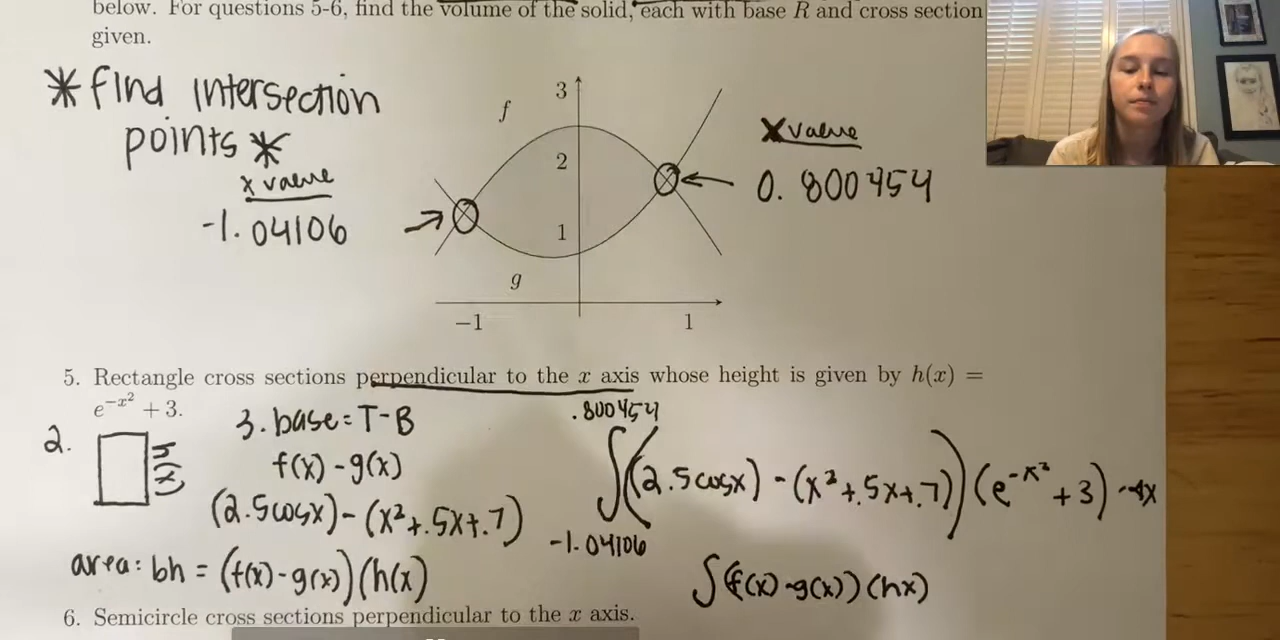 below. For questions 5-6, find the volume of the solid, each with base R and cross section
given.
* find intersection
points *
x value
-1.04106
f
3
2
1
g
-1
1
x value
0.800454
5. Rectangle cross sections perpendicular to the x axis whose height is given by h(x) =
e^{-x²} + 3.
2.
h(x)
3. base = T-B
f(x) - g(x)
(2.5cosx) - (x²+.5x+.7)
area: bh = (f(x)-g(x))(h(x)
.800454
∫((2.5cosx) - (x²+.5x+.7))(e^{-x²}+3) dx
-1.04106
∫(f(x)-g(x))(hx)
6. Semicircle cross sections perpendicular to the x axis.